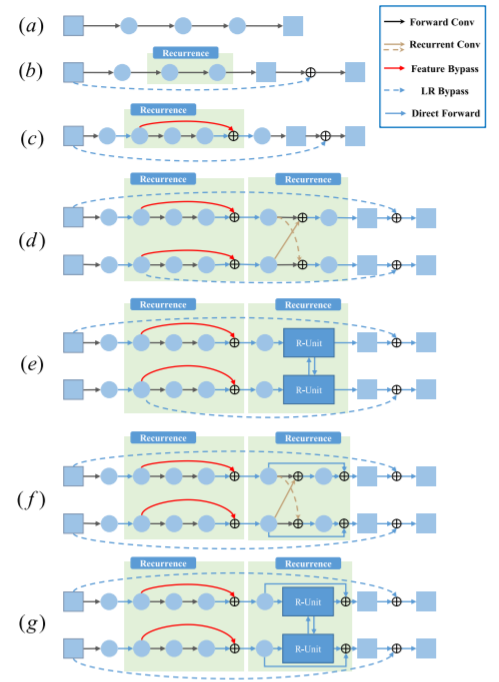 (a)
Recurrence
(b)
Recurrence
(c)
Recurrence Recurrence
(d)
Recurrence Recurrence
R-Unit
(e)
R-Unit
Recurrence Recurrence
(f)
Recurrence Recurrence
R-Unit
(g)
R-Unit
Forward Conv
Recurrent Conv
Feature Bypass
LR Bypass
Direct Forward